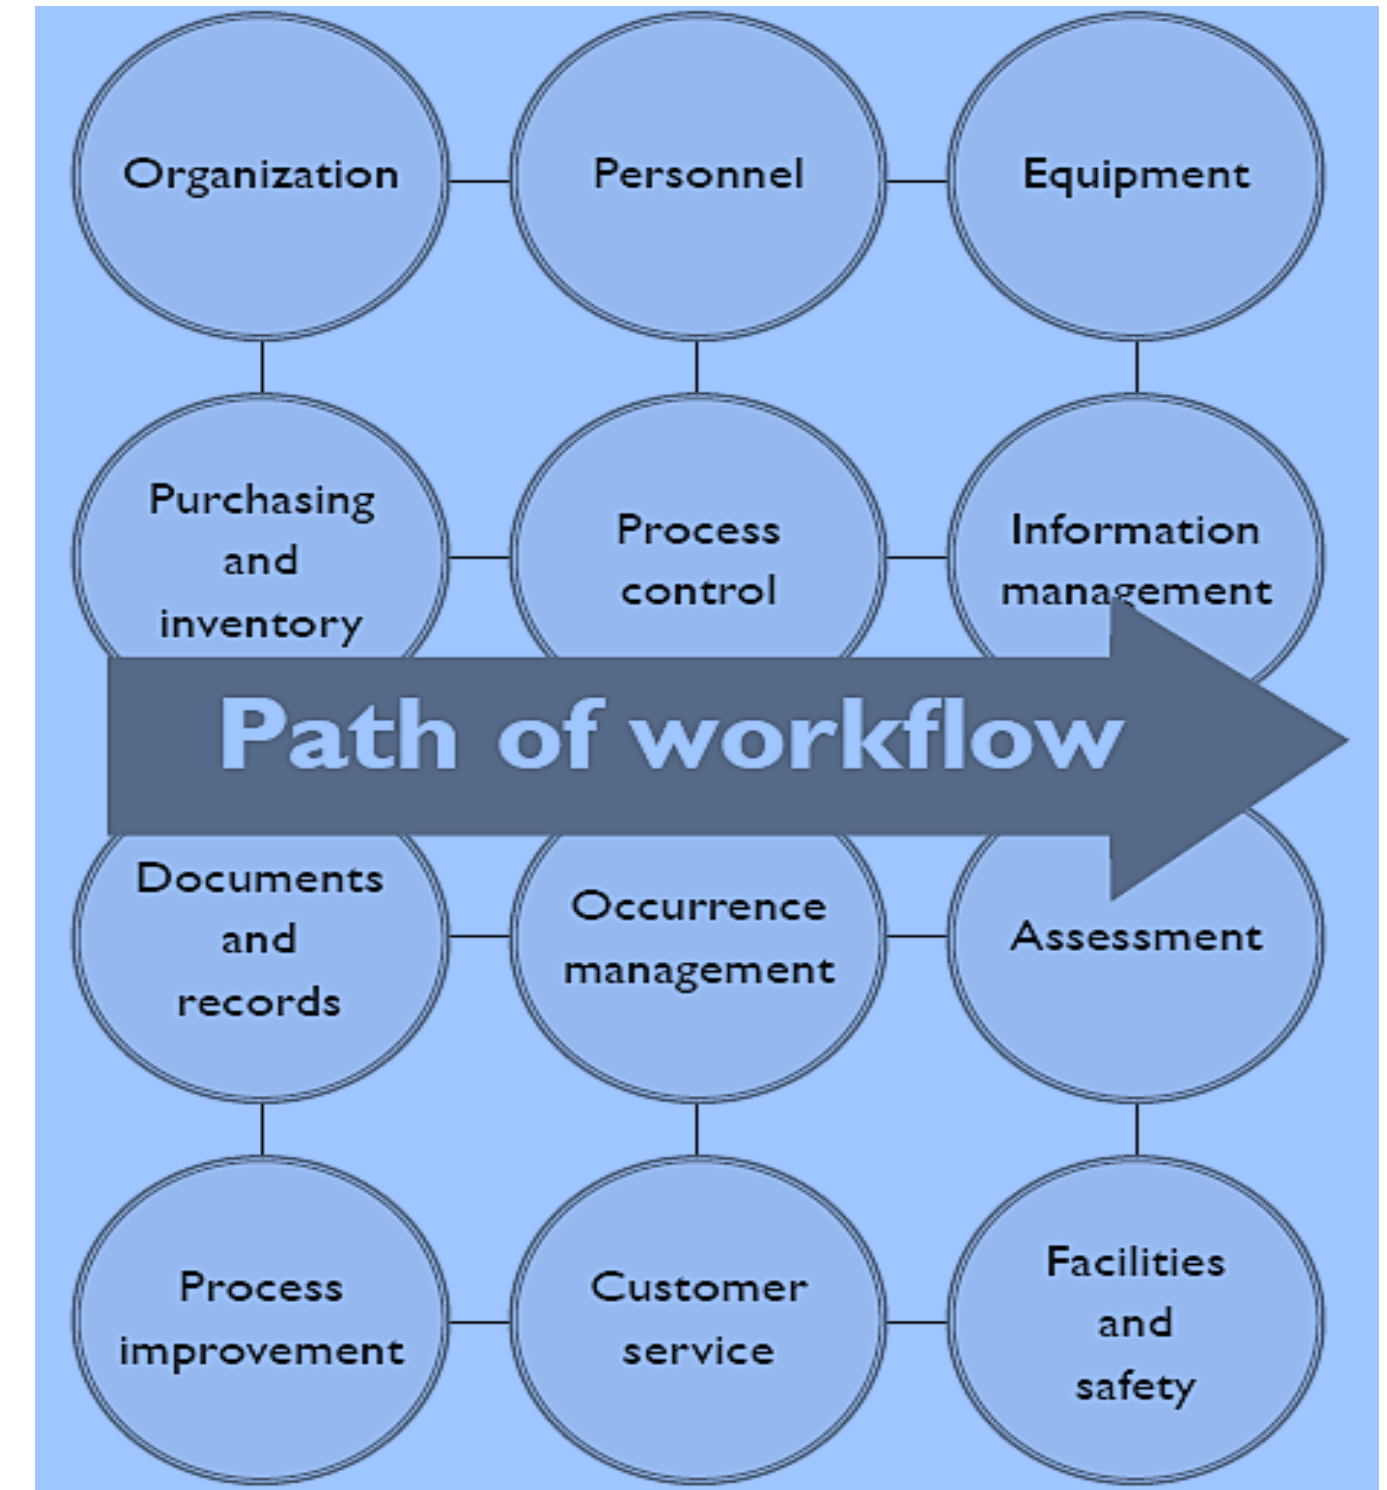 Organization
Personnel
Equipment
Purchasing
and
inventory
Process
control
Information
management
Path of workflow
Documents
and
records
Occurrence
management
Assessment
Process
improvement
Customer
service
Facilities
and
safety